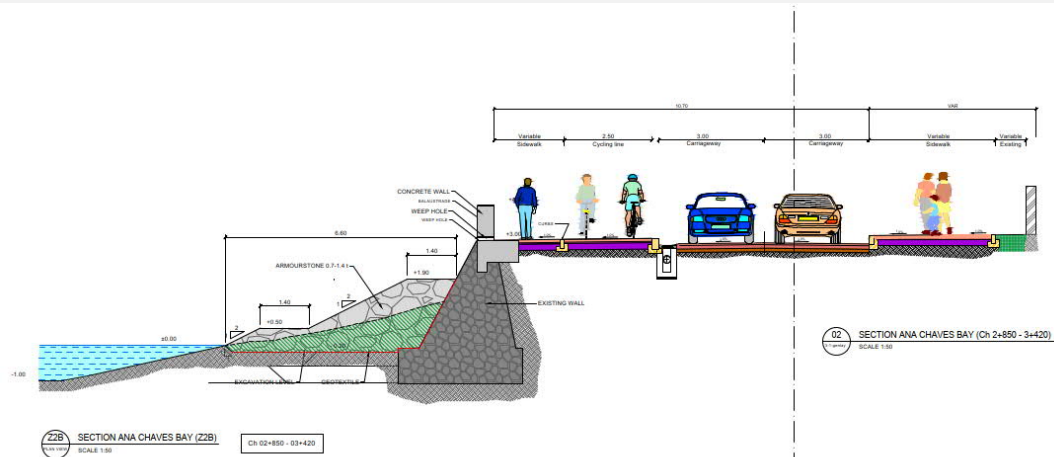 10.70
VAR
Variable
Sidewalk
2.50
Cycling line
3.00
Carriageway
3.00
Carriageway
Variable
Sidewalk
Variable
Existing
CONCRETE WALL
BALAUSTRADE
WEEP HOLE
WEEP HOLE
CURBS
+3.00
6.60
1.40
ARMOURSTONE 0.7-1.4 t
+1.90
2
1
1.40
+0.50
EXISTING WALL
2
1
±0.00
-1.00
EXCAVATION LEVEL
GEOTEXTILE
02
SECTION ANA CHAVES BAY (Ch 2+850 - 3+420)
SCALE 1:50
Z2B
PLAN VIEW
SECTION ANA CHAVES BAY (Z2B)
SCALE 1:50
Ch 02+850 - 03+420